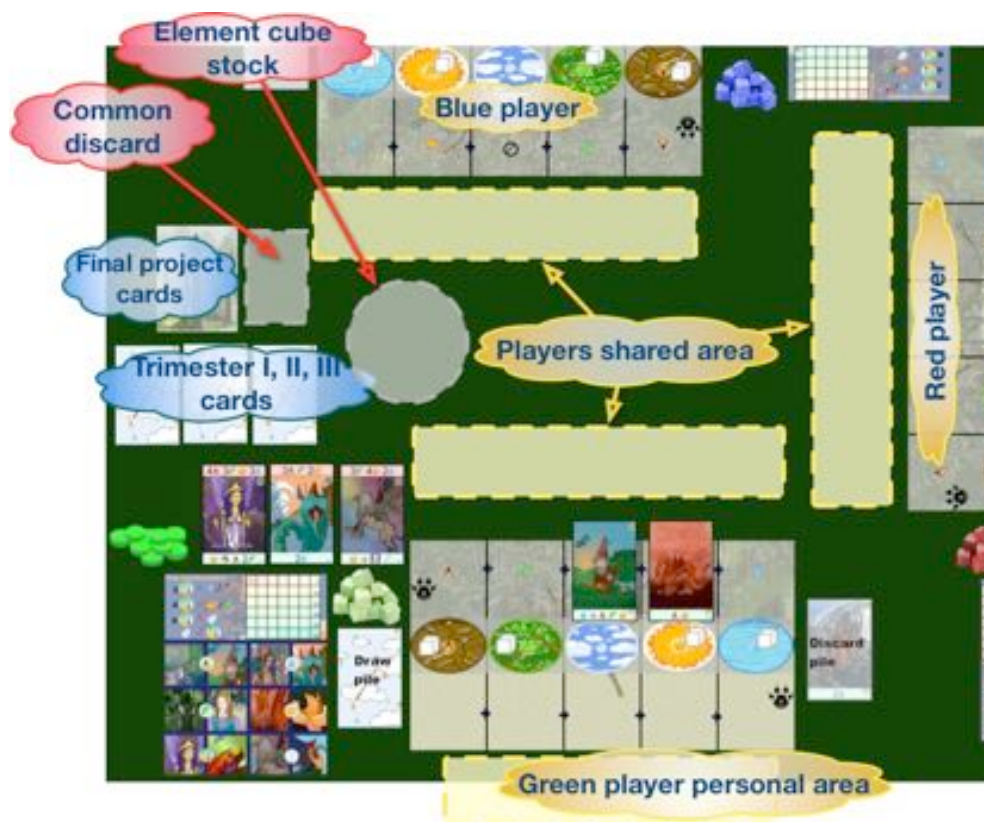 Element cube
stock
Common
discard
Blue player
Final project
cards
Players shared area
Red player
Trimester I, II, III
cards
Draw
pile
Discard
pile
Green player personal area